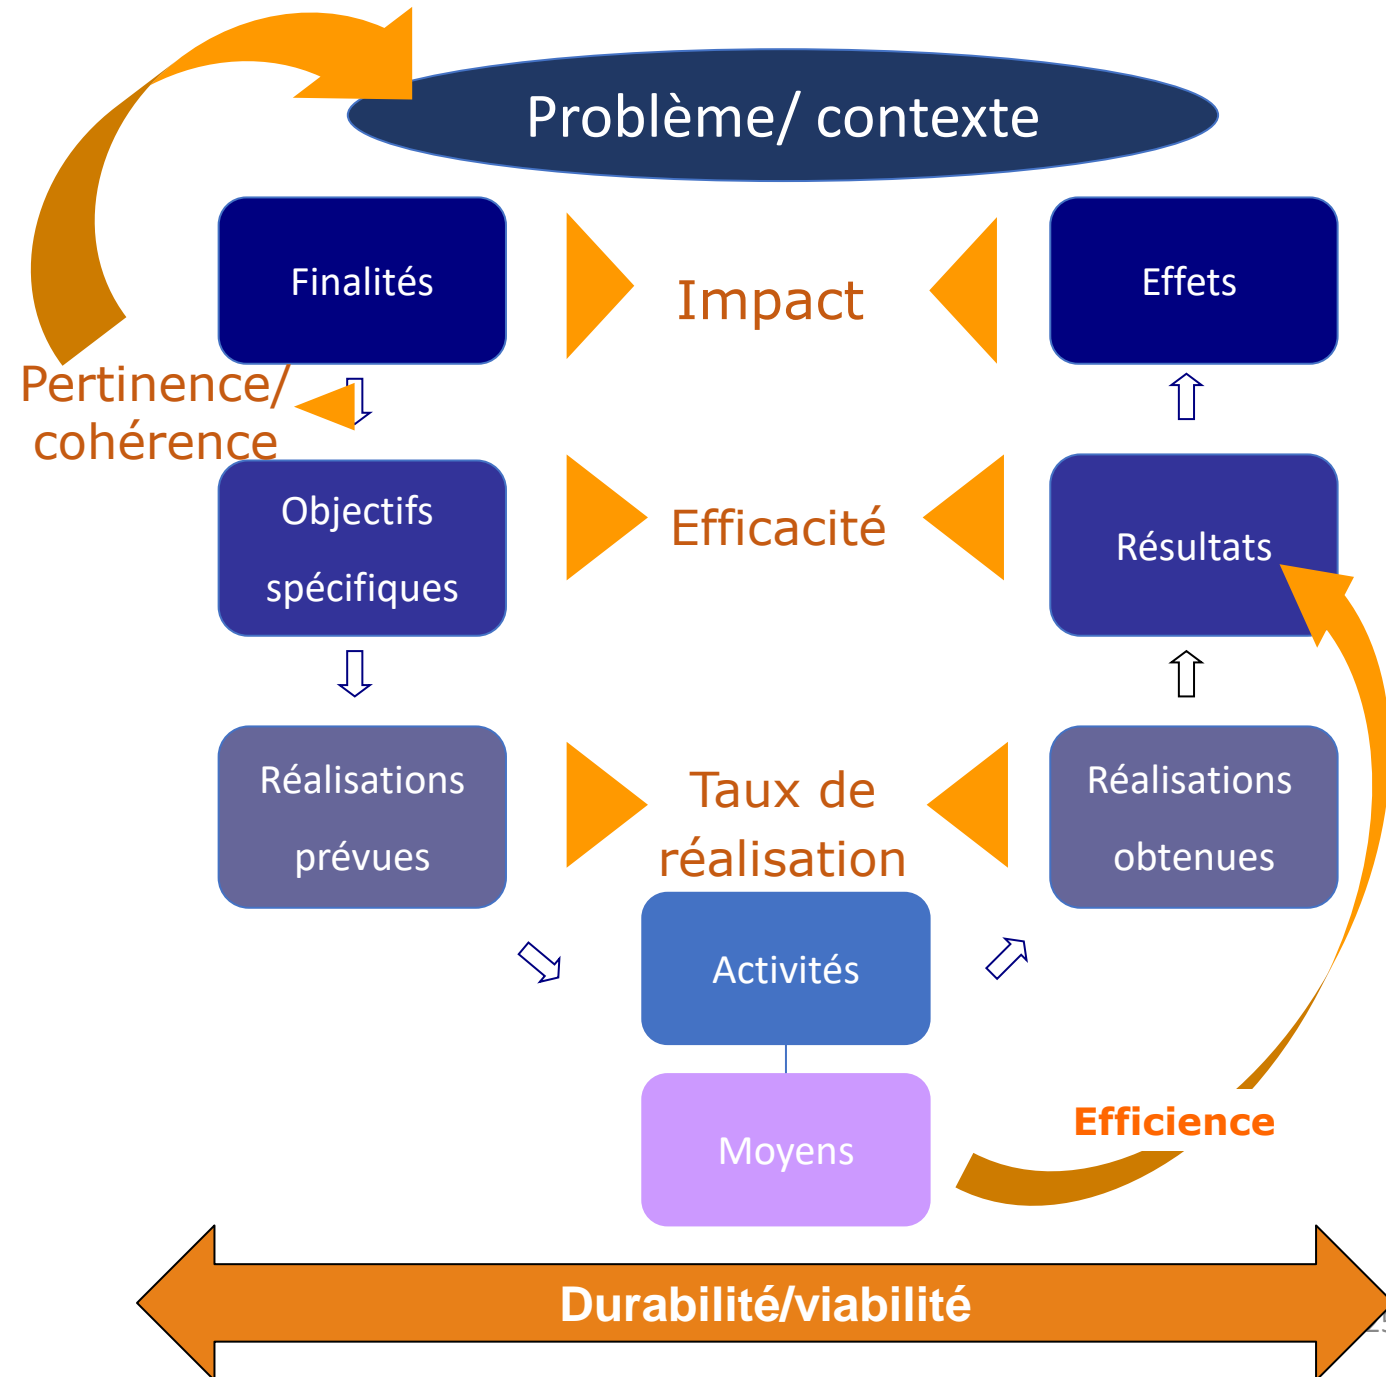 Problème/ contexte
Finalités
Impact
Effets
Pertinence/
cohérence
Objectifs
spécifiques
Efficacité
Résultats
Réalisations
prévues
Taux de
réalisation
Réalisations
obtenues
Activités
Moyens
Efficience
Durabilité/viabilité